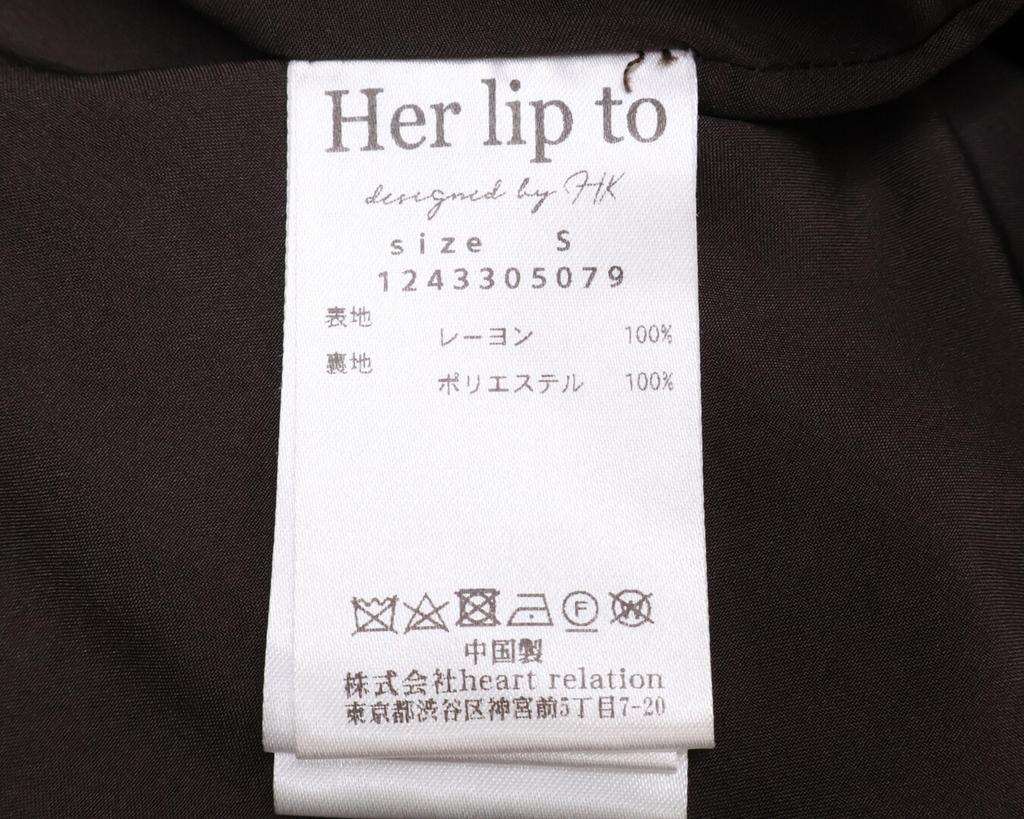 Her lip to
designed by HK
size S
1243305079
表地
レーヨン 100%
裏地
ポリエステル 100%
F W
中国製
株式会社heart relation
東京都渋谷区神宮前5丁目7-20